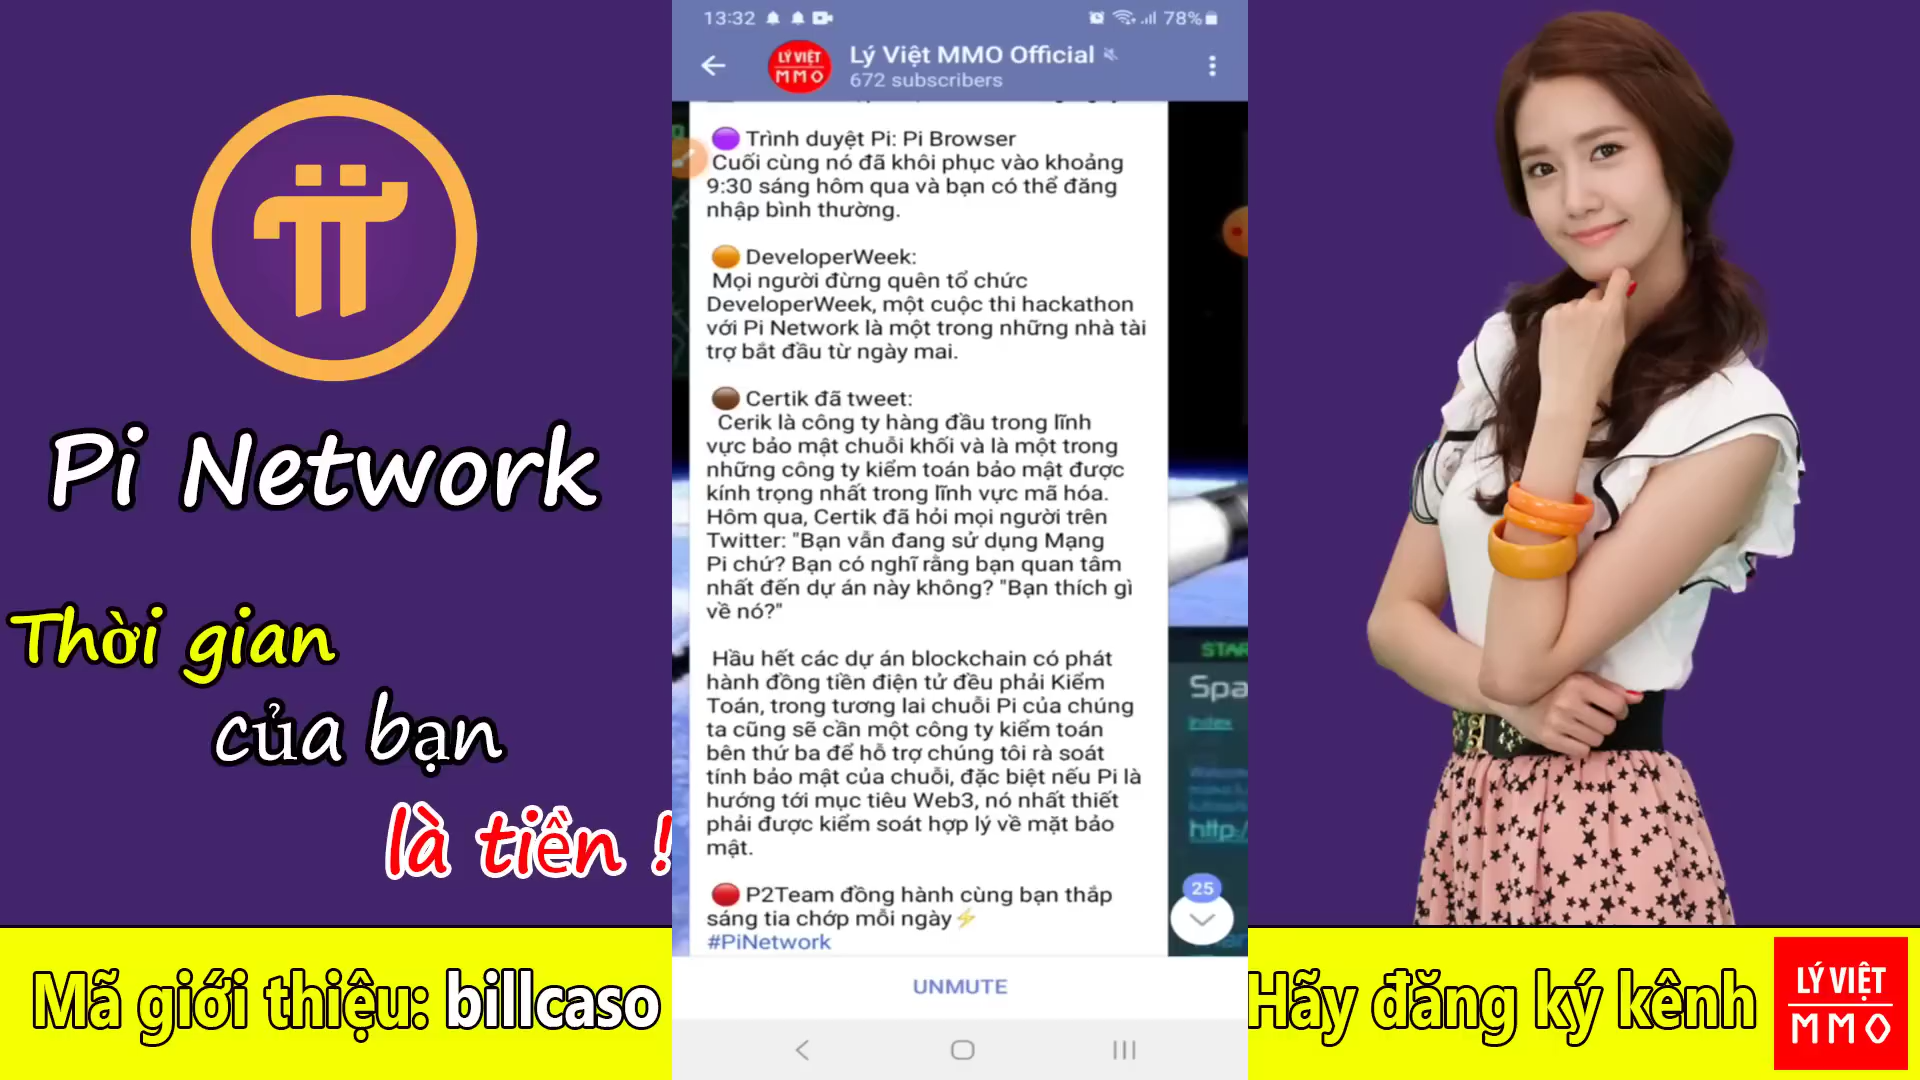 Pi Network
Thời gian
của bạn
là tiền !
Mã giới thiệu: billcaso
13:32
78%
LÝ VIỆT
MMO
Lý Việt MMO Official
672 subscribers
Trình duyệt Pi: Pi Browser
Cuối cùng nó đã khôi phục vào khoảng
9:30 sáng hôm qua và bạn có thể đăng
nhập bình thường.
DeveloperWeek:
Mọi người đừng quên tổ chức
DeveloperWeek, một cuộc thi hackathon
với Pi Network là một trong những nhà tài
trợ bắt đầu từ ngày mai.
Certik đã tweet:
Cerik là công ty hàng đầu trong lĩnh
vực bảo mật chuỗi khối và là một trong
những công ty kiểm toán bảo mật được
kính trọng nhất trong lĩnh vực mã hóa.
Hôm qua, Certik đã hỏi mọi người trên
Twitter: "Bạn vẫn đang sử dụng Mạng
Pi chứ? Bạn có nghĩ rằng bạn quan tâm
nhất đến dự án này không? "Bạn thích gì
về nó?"
Hầu hết các dự án blockchain có phát
hành đồng tiền điện tử đều phải Kiểm
Toán, trong tương lai chuỗi Pi của chúng
ta cũng sẽ cần một công ty kiểm toán
bên thứ ba để hỗ trợ chúng tôi rà soát
tính bảo mật của chuỗi, đặc biệt nếu Pi là
hướng tới mục tiêu Web3, nó nhất thiết
phải được kiểm soát hợp lý về mặt bảo
mật.
P2Team đồng hành cùng bạn thắp
sáng tia chớp mỗi ngày⚡
#PiNetwork
25
STAR
Spa
Index
http:/
UNMUTE
Hãy đăng ký kênh
LÝ VIỆT
MMO